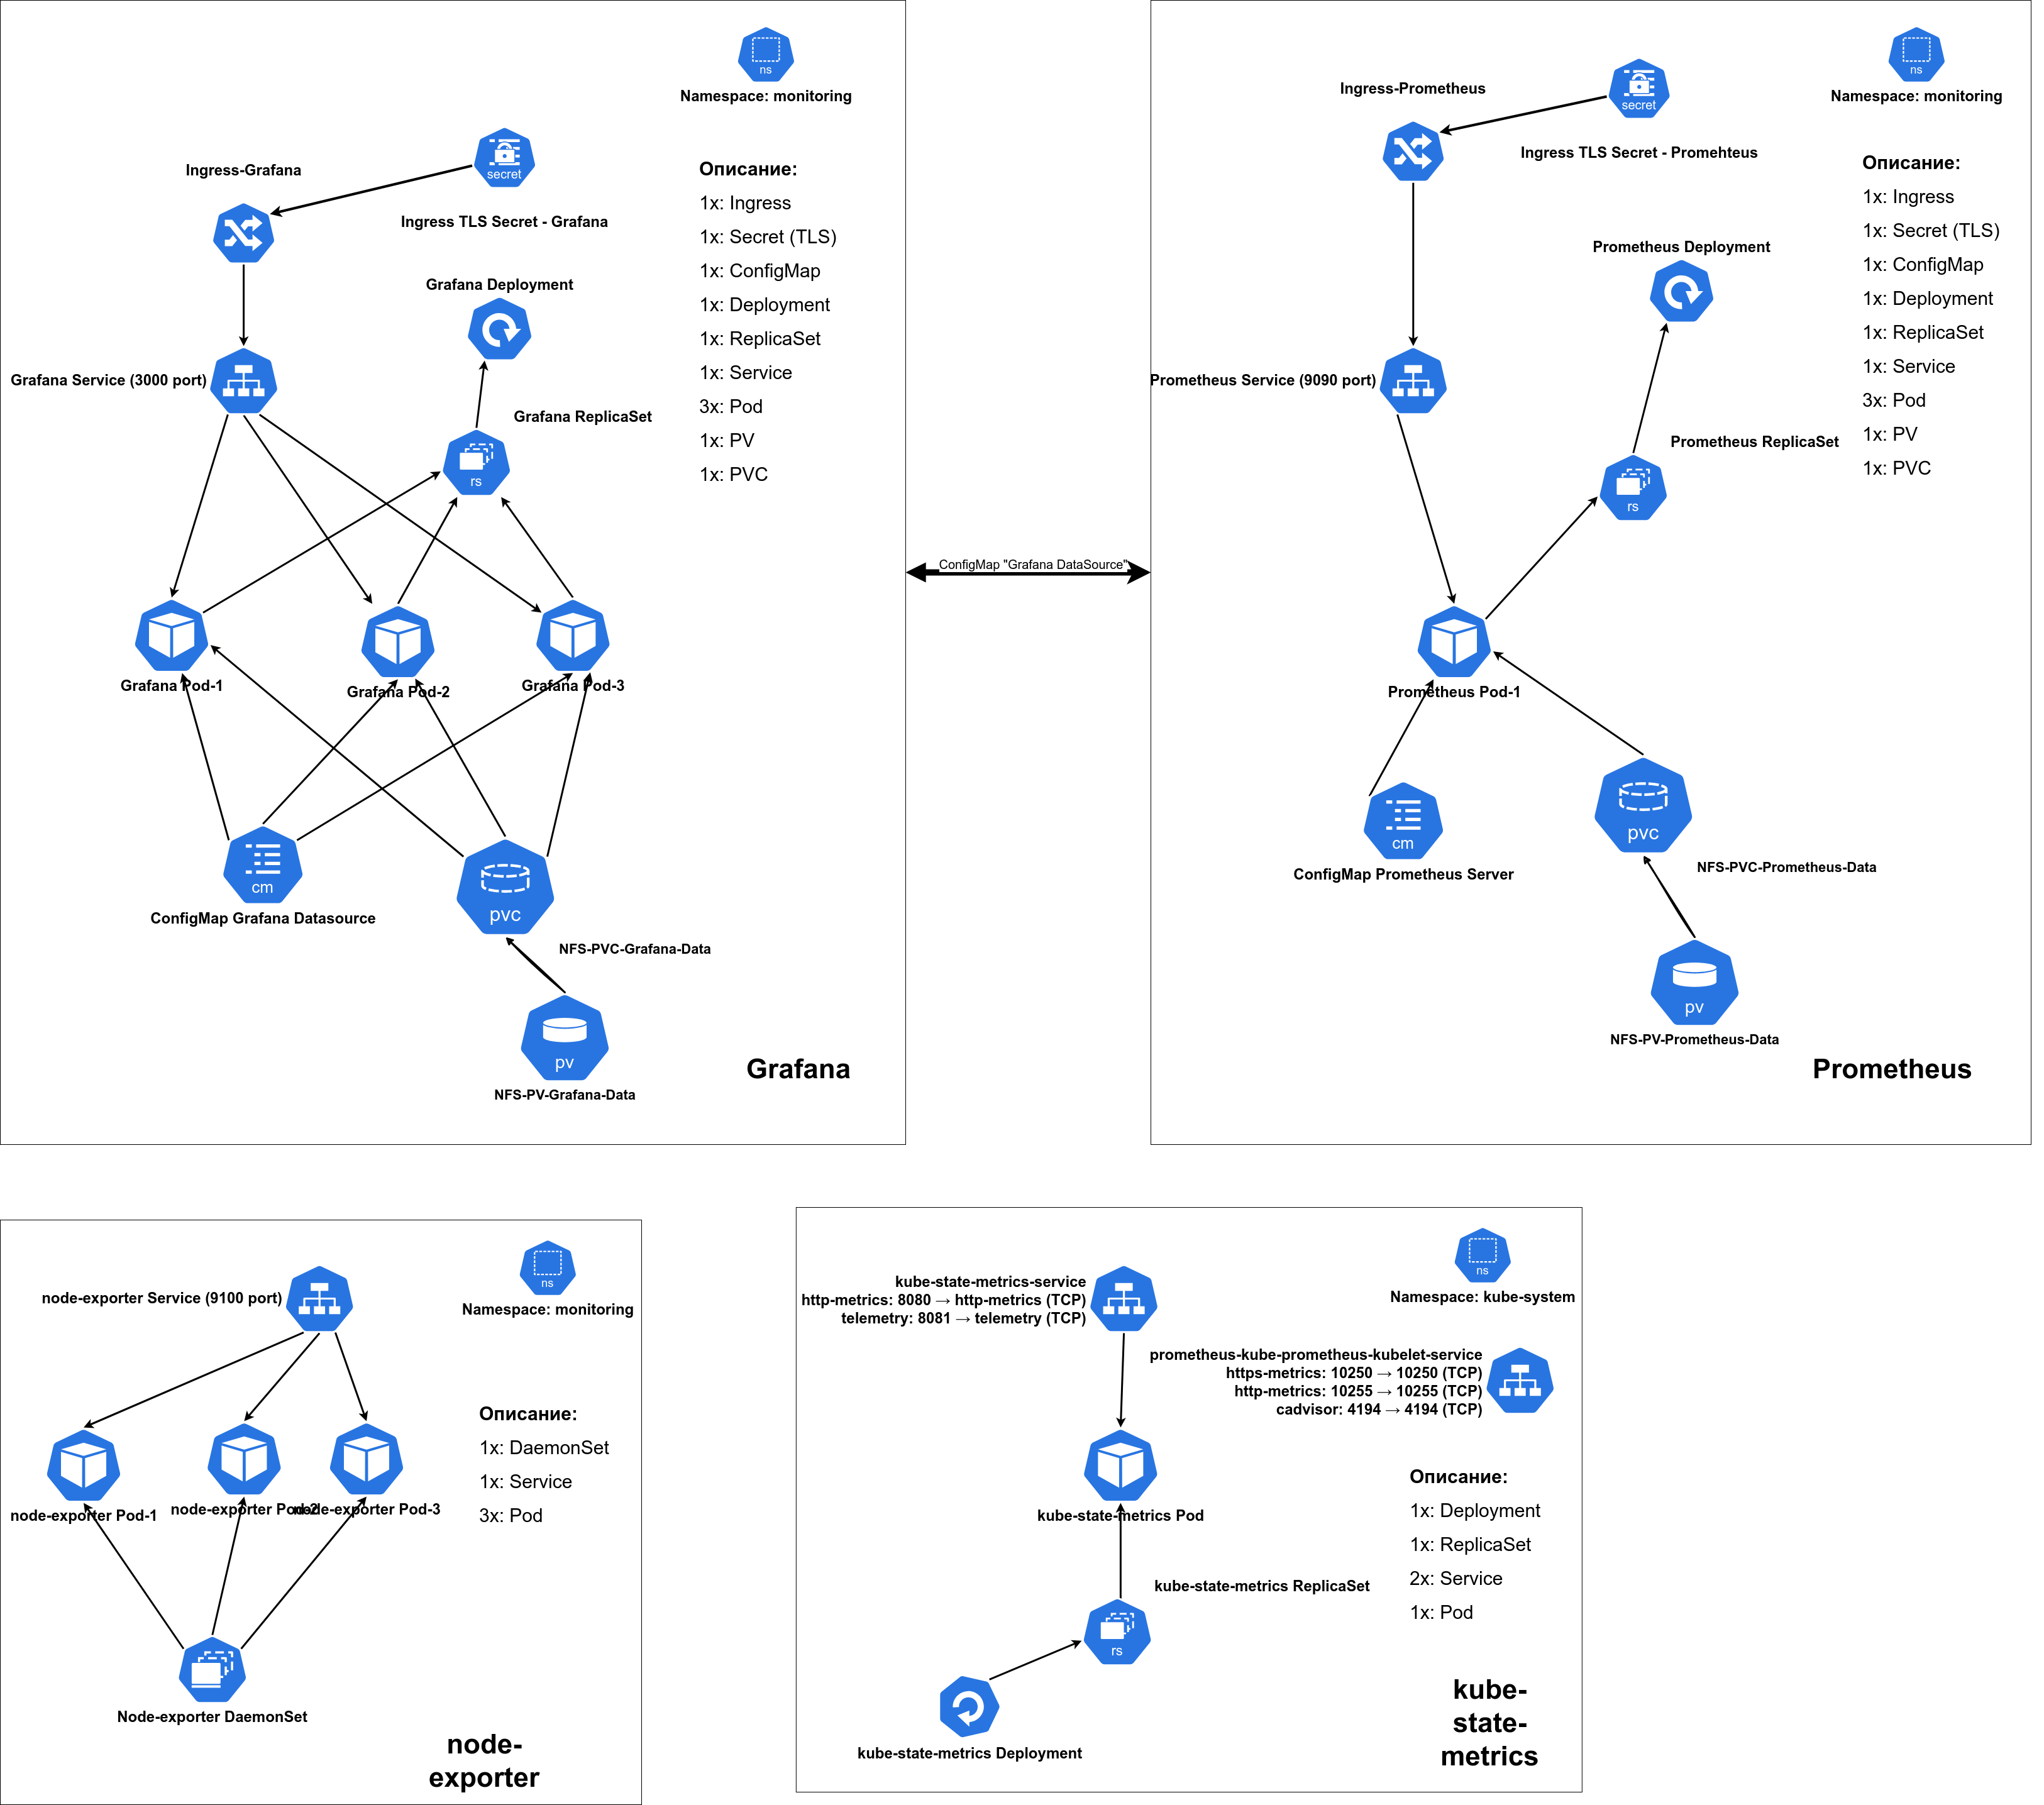 ns
Namespace: monitoring
secret
Ingress-Grafana
Ingress TLS Secret - Grafana
Описание:
1x: Ingress
1x: Secret (TLS)
1x: ConfigMap
1x: Deployment
1x: ReplicaSet
1x: Service
3x: Pod
1x: PV
1x: PVC
Grafana Deployment
Grafana Service (3000 port)
Grafana ReplicaSet
rs
Grafana Pod-1
Grafana Pod-2
Grafana Pod-3
cm
ConfigMap Grafana Datasource
pvc
NFS-PVC-Grafana-Data
pv
NFS-PV-Grafana-Data
Grafana
ConfigMap "Grafana DataSource"
ns
Namespace: monitoring
Ingress-Prometheus
secret
Ingress TLS Secret - Promehteus
Описание:
1x: Ingress
1x: Secret (TLS)
1x: ConfigMap
1x: Deployment
1x: ReplicaSet
1x: Service
3x: Pod
1x: PV
1x: PVC
Prometheus Deployment
Prometheus Service (9090 port)
Prometheus ReplicaSet
rs
Prometheus Pod-1
cm
ConfigMap Prometheus Server
pvc
NFS-PVC-Prometheus-Data
pv
NFS-PV-Prometheus-Data
Prometheus
node-exporter Service (9100 port)
ns
Namespace: monitoring
Описание:
1x: DaemonSet
1x: Service
3x: Pod
node-exporter Pod-1
node-exporter Pod-2
node-exporter Pod-3
Node-exporter DaemonSet
node-
exporter
kube-state-metrics-service
http-metrics: 8080 → http-metrics (TCP)
telemetry: 8081 → telemetry (TCP)
ns
Namespace: kube-system
prometheus-kube-prometheus-kubelet-service
https-metrics: 10250 → 10250 (TCP)
http-metrics: 10255 → 10255 (TCP)
cadvisor: 4194 → 4194 (TCP)
Описание:
1x: Deployment
1x: ReplicaSet
2x: Service
1x: Pod
kube-state-metrics Pod
kube-state-metrics ReplicaSet
rs
kube-state-metrics Deployment
kube-
state-
metrics